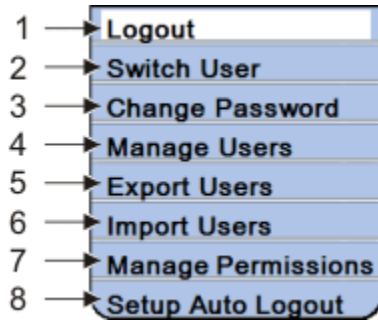 1 Logout
2 Switch User
3 Change Password
4 Manage Users
5 Export Users
6 Import Users
7 Manage Permissions
8 Setup Auto Logout